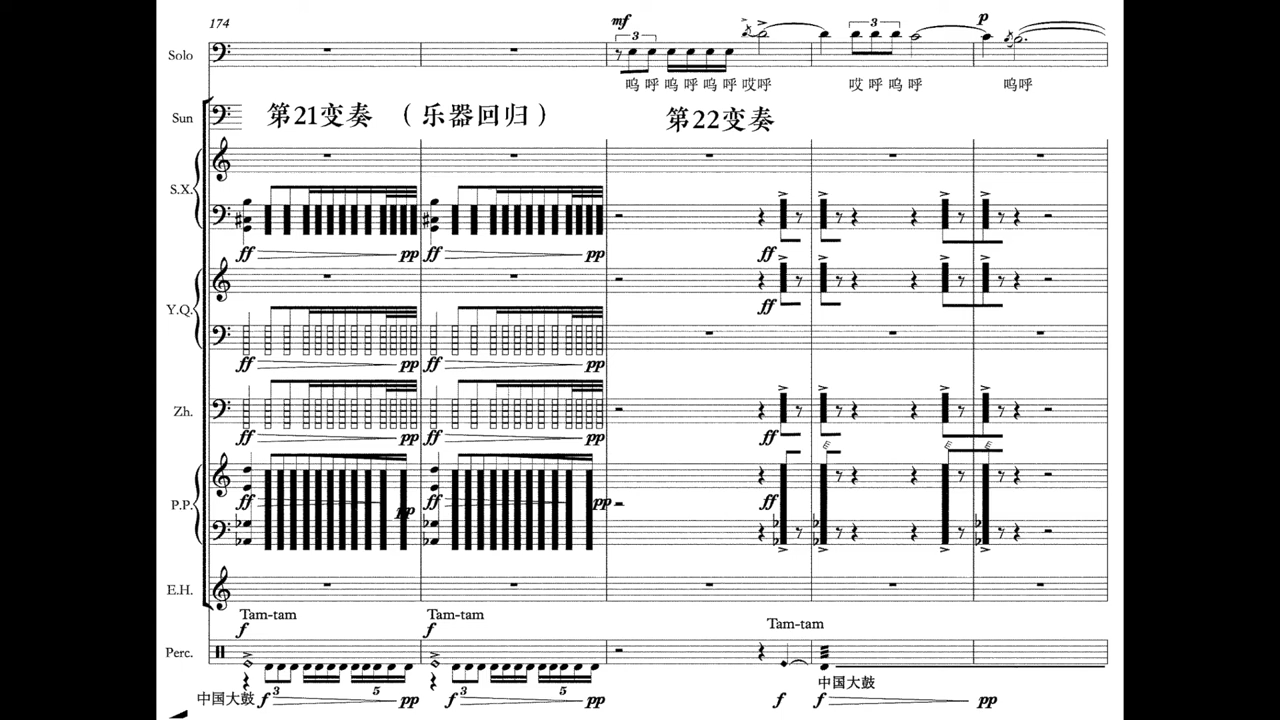 174
mf
3
3
p
Solo
呜 呼 呜 呼 呜 呼 哎呼
哎 呼 呜 呼
呜呼
Sun
第21变奏 （乐器回归）
第22变奏
S.X.
ff pp ff pp ff
Y.Q.
ff
ff pp ff pp
Zh.
ff pp ff pp ff
P.P.
ff pp ff pp ff
E.H.
Tam-tam
Tam-tam
Tam-tam
f f
Perc.
3 5 3 5
中国大鼓
中国大鼓
f pp f pp f f pp